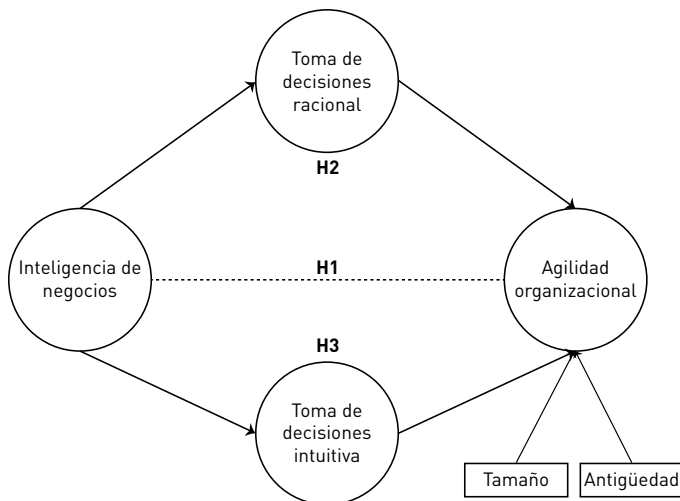 Toma de
decisiones
racional
H2
Inteligencia de
negocios
H1
Agilidad
organizacional
H3
Toma de
decisiones
intuitiva
Tamaño
Antigüedad